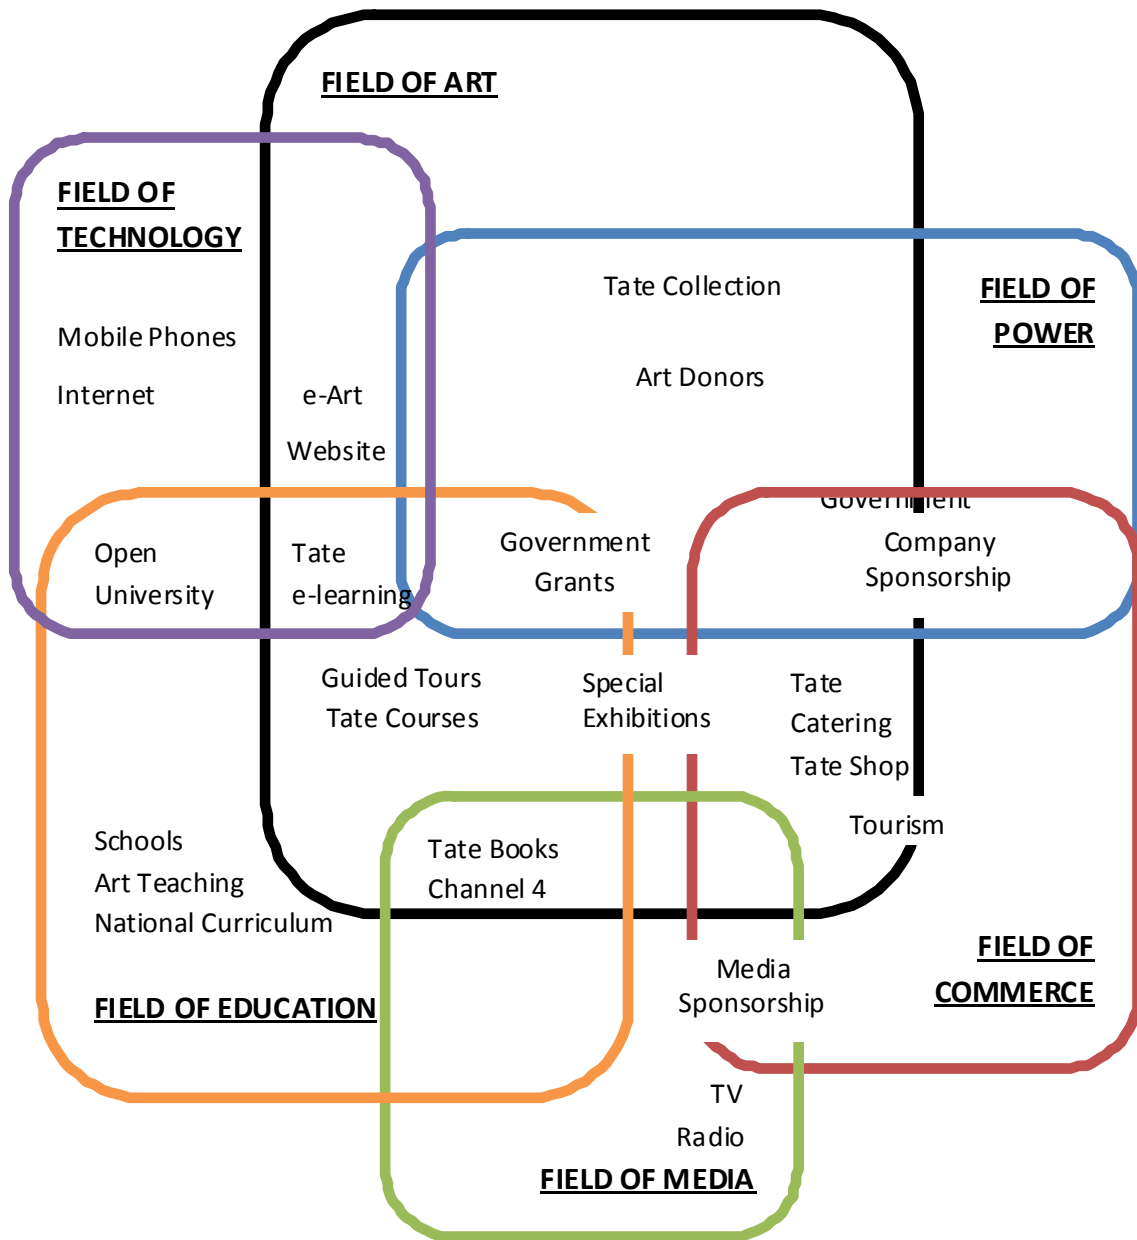 FIELD OF ART
FIELD OF
TECHNOLOGY
Mobile Phones
Internet
e-Art
Website
Tate Collection
Art Donors
FIELD OF
POWER
Open
University
Tate
e-learning
Government
Grants
Government
Company
Sponsorship
Guided Tours
Tate Courses
Special
Exhibitions
Tate
Catering
Tate Shop
Tourism
Schools
Art Teaching
National Curriculum
Tate Books
Channel 4
FIELD OF EDUCATION
Media
Sponsorship
FIELD OF
COMMERCE
TV
Radio
FIELD OF MEDIA